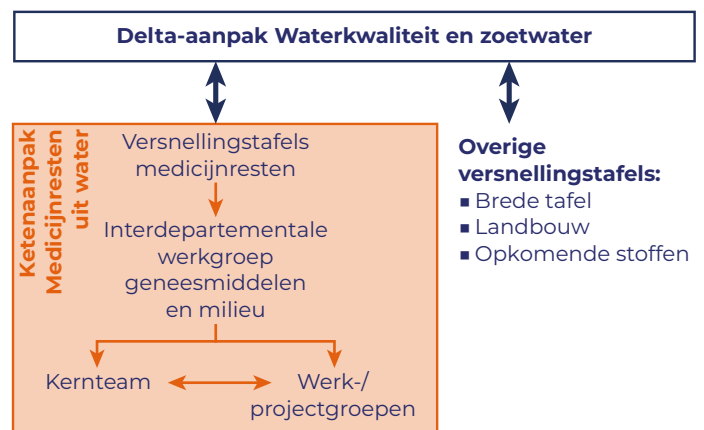 Delta-aanpak Waterkwaliteit en zoetwater
Ketenaanpak
Medicijnresten
uit water
Versnellingstafels
medicijnresten
Interdepartementale
werkgroep
geneesmiddelen
en milieu
Kernteam
Werk-/
projectgroepen
Overige
versnellingstafels:
▪ Brede tafel
▪ Landbouw
▪ Opkomende stoffen